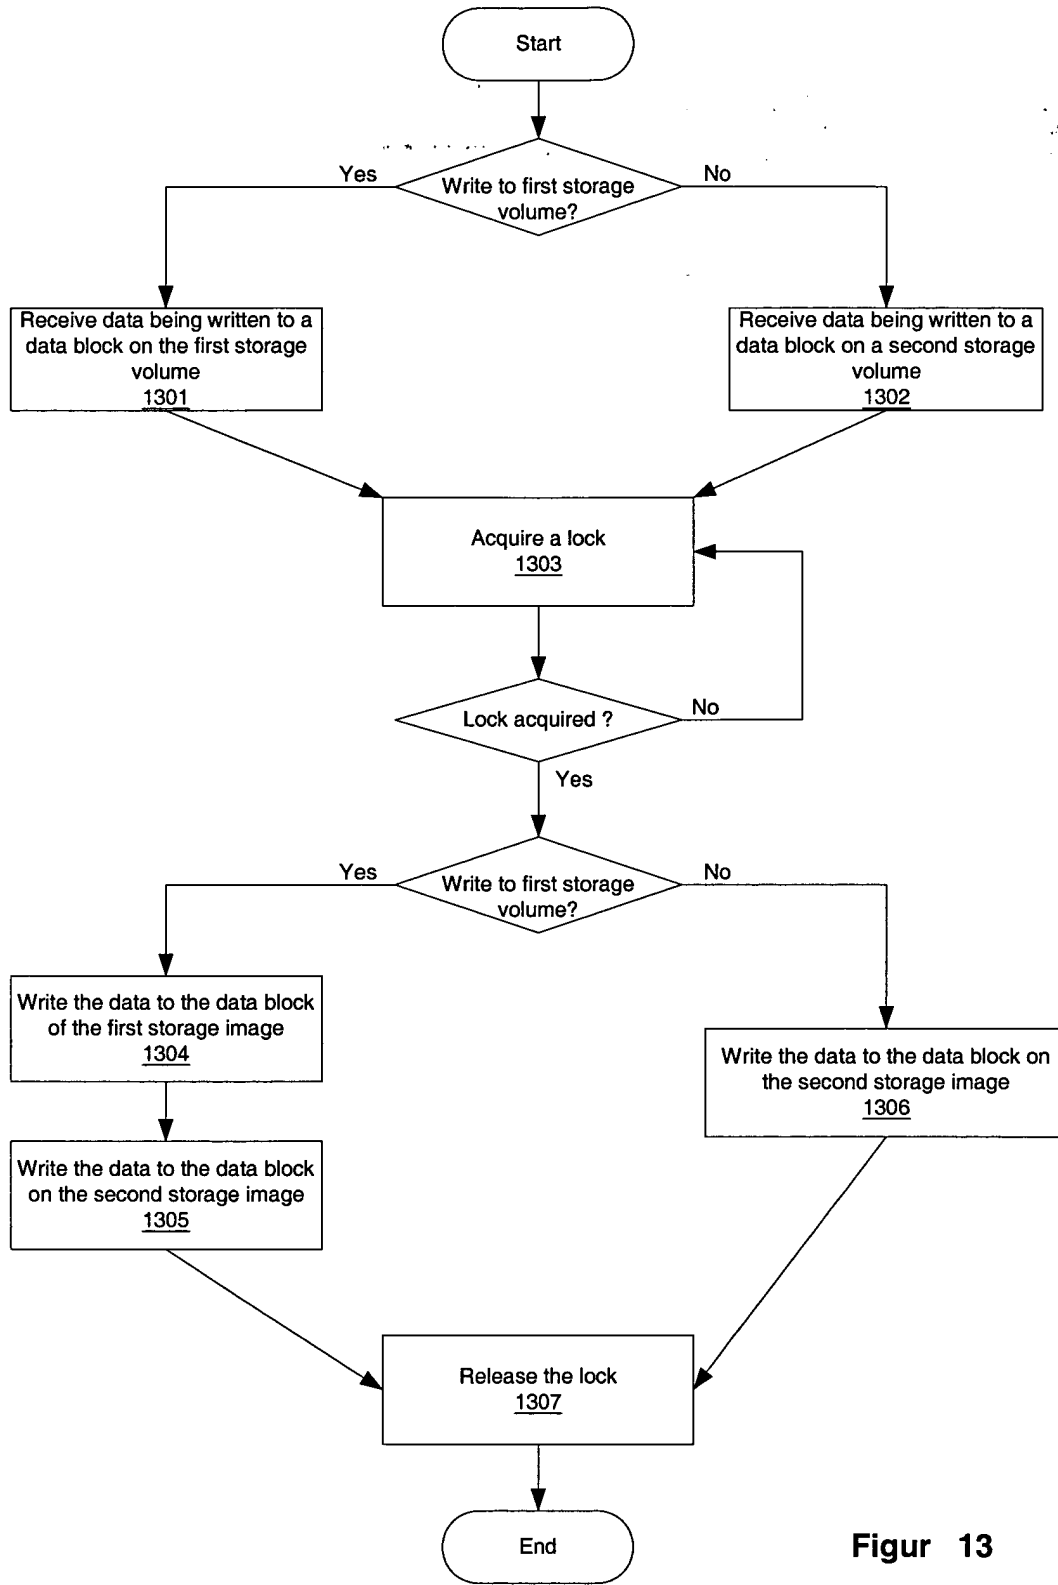 Start
Yes
No
Write to first storage
volume?
Receive data being written to a
data block on the first storage
volume
1301
Receive data being written to a
data block on a second storage
volume
1302
Acquire a lock
1303
Lock acquired ?
No
Yes
Yes
No
Write to first storage
volume?
Write the data to the data block
of the first storage image
1304
Write the data to the data block on
the second storage image
1306
Write the data to the data block
on the second storage image
1305
Release the lock
1307
End
Figur 13